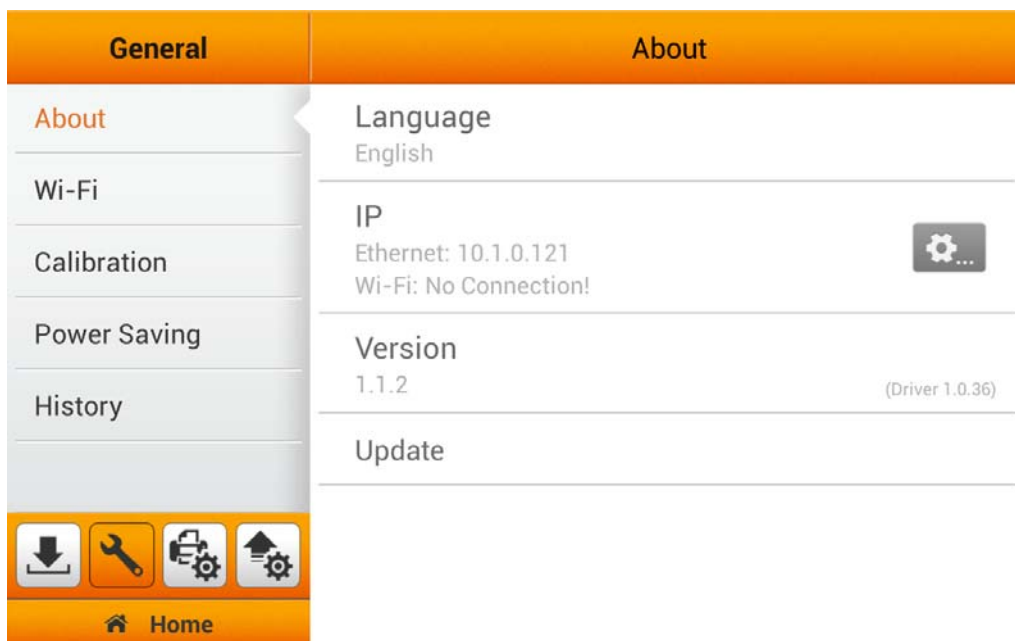 General
About
About
Wi-Fi
Calibration
Power Saving
History
Home
Language
English
IP
Ethernet: 10.1.0.121
Wi-Fi: No Connection!
...
Version
1.1.2
(Driver 1.0.36)
Update